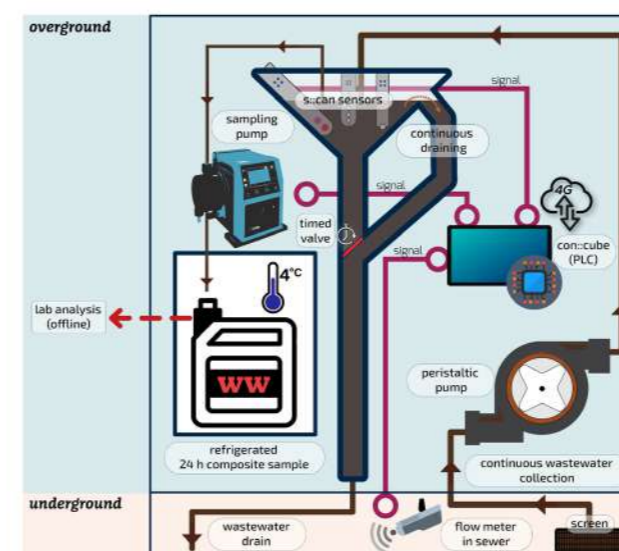 overground
signal
4G
s::can sensors
sampling
pump
continuous
draining
signal
timed
valve
signal
con::cube
(PLC)
4°C
lab analysis
(offline)
WW
peristaltic
pump
refrigerated
24 h composite sample
continuous wastewater
collection
underground
wastewater
drain
flow meter
in sewer
screen